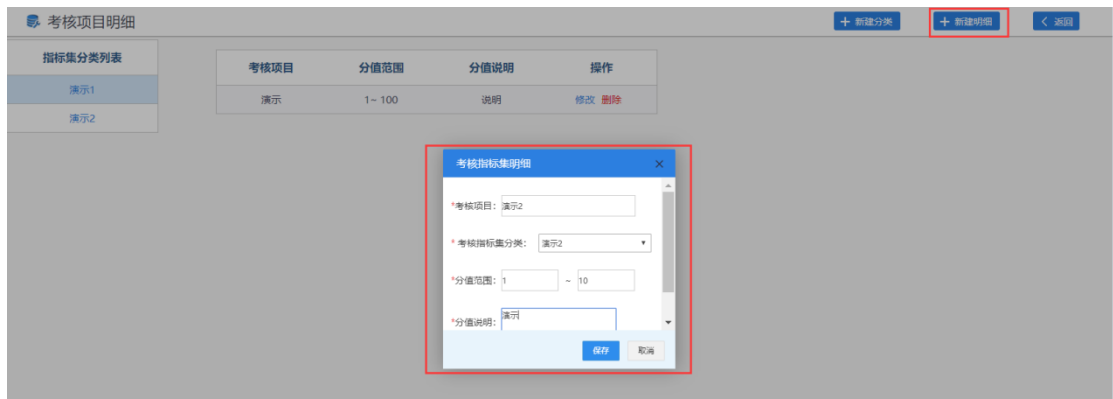 考核项目明细
+ 新建分类
+ 新建明细
返回
指标集分类列表
演示1
演示2
考核项目 分值范围 分值说明 操作
演示 1~ 100 说明 修改 删除
考核指标集明细
*考核项目: 演示2
* 考核指标集分类: 演示2
*分值范围: 1 ~ 10
*分值说明: 演示
保存 取消